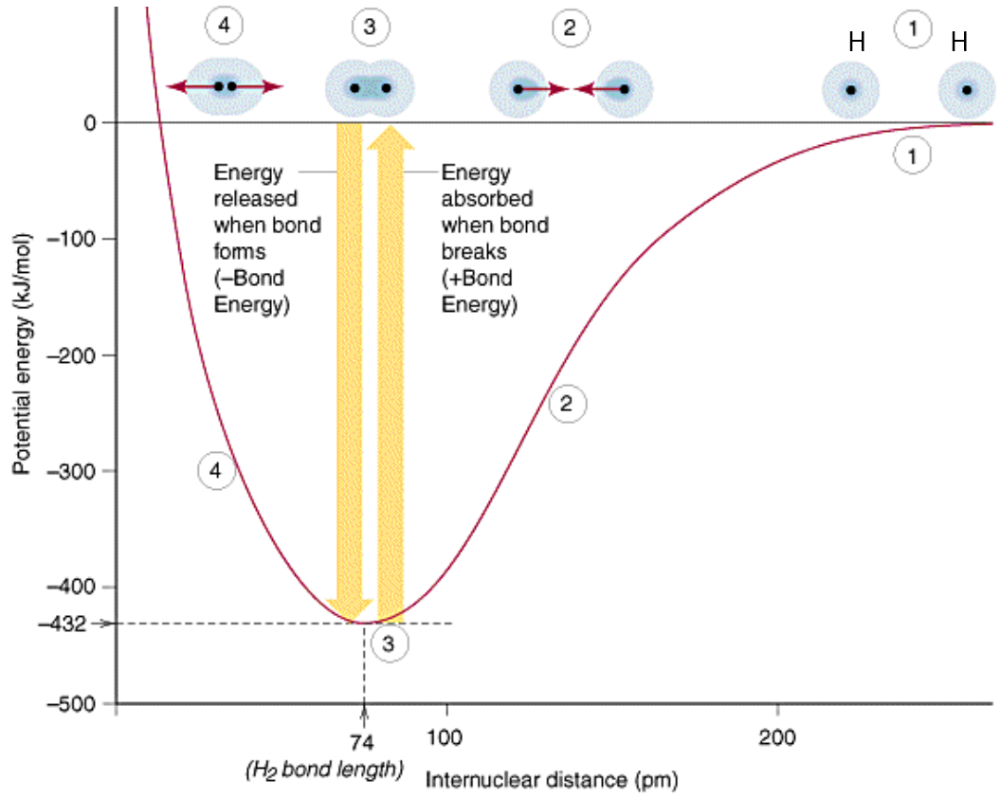 4
3
2
1
H
H
0
1
Energy
released
when bond
forms
(–Bond
Energy)
Energy
absorbed
when bond
breaks
(+Bond
Energy)
Potential energy (kJ/mol)
–100
–200
2
–300
4
–400
–432
3
–500
74
100
200
(H2 bond length)
Internuclear distance (pm)